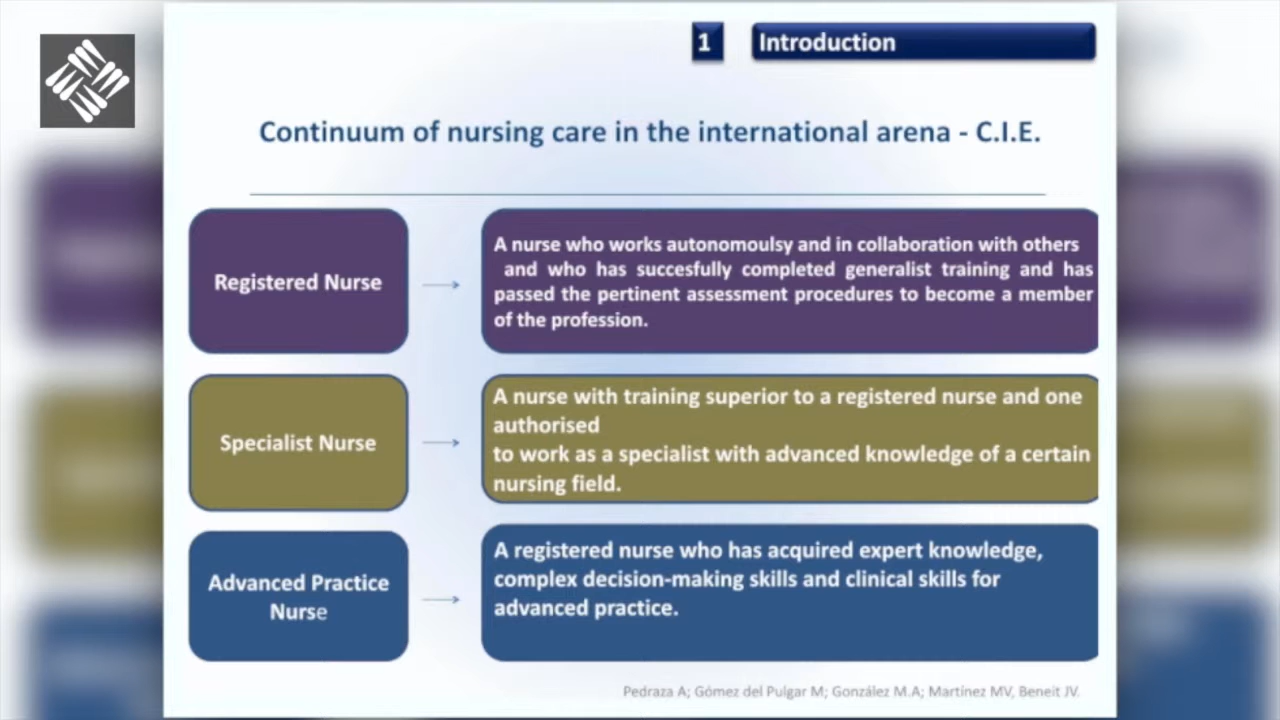 1 Introduction
Continuum of nursing care in the international arena - C.I.E.
Registered Nurse
A nurse who works autonomoulsy and in collaboration with others
and who has succesfully completed generalist training and has
passed the pertinent assessment procedures to become a member
of the profession.
Specialist Nurse
A nurse with training superior to a registered nurse and one
authorised
to work as a specialist with advanced knowledge of a certain
nursing field.
Advanced Practice
Nurse
A registered nurse who has acquired expert knowledge,
complex decision-making skills and clinical skills for
advanced practice.
Pedraza A; Gómez del Pulgar M; González M.A; Martínez MV, Beneit JV.